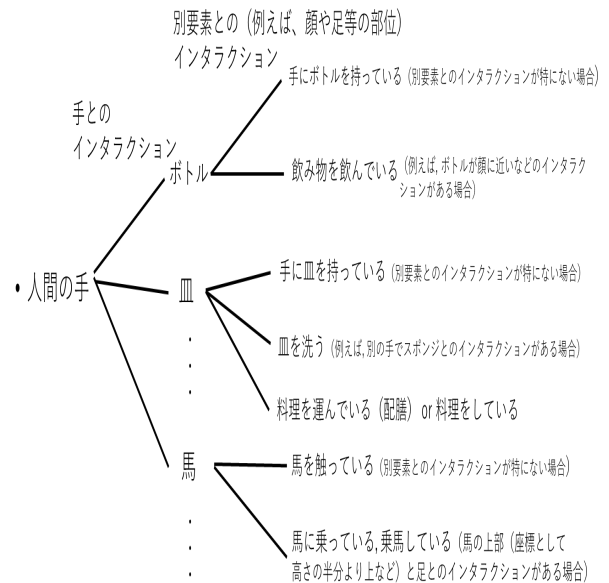 別要素との（例えば、顔や足等の部位）
インタラクション
手にボトルを持っている（別要素とのインタラクションが特にない場合）
手との
インタラクション
ボトル
飲み物を飲んでいる（例えば, ボトルが頭に近いなどのインタラク
ションがある場合）
手に皿を持っている（別要素とのインタラクションが特にない場合）
・人間の手
皿
皿を洗う（例えば, 別の手でスポンジとのインタラクションがある場合）
料理を運んでいる（配膳） or 料理をしている
馬
馬を触っている（別要素とのインタラクションが特にない場合）
馬に乗っている, 乗馬している（馬の上部（座標として
高さの半分より上など）と足とのインタラクションがある場合）